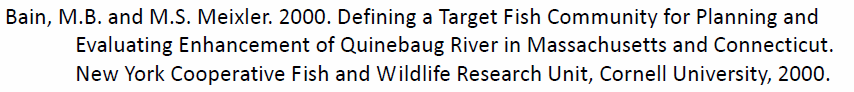 Bain, M.B. and M.S. Meixler. 2000. Defining a Target Fish Community for Planning and
Evaluating Enhancement of Quinebaug River in Massachusetts and Connecticut.
New York Cooperative Fish and Wildlife Research Unit, Cornell University, 2000.